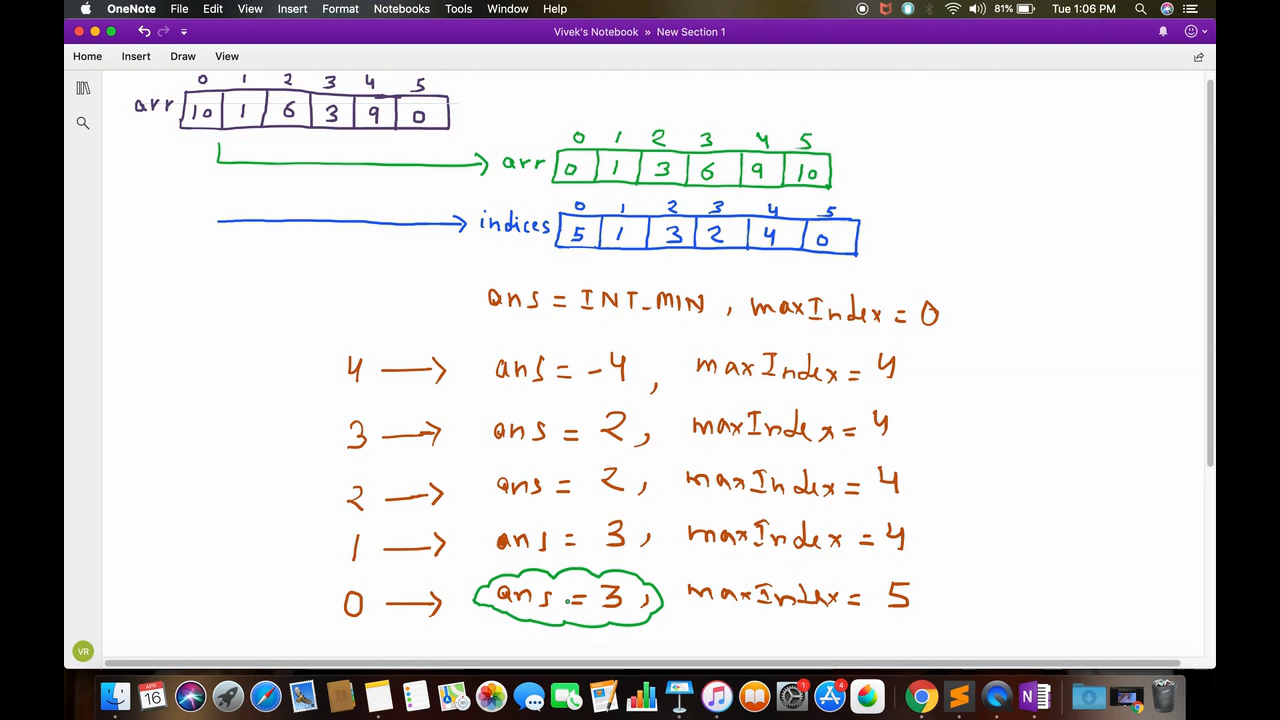 OneNote File Edit View Insert Format Notebooks Tools Window Help 81% Tue 1:06 PM
Vivek's Notebook » New Section 1
Home Insert Draw View
0 1 2 3 4 5
arr 10 1 6 3 9 0
0 1 2 3 4 5
arr 0 1 3 6 9 10
0 1 2 3 4 5
indices 5 1 3 2 4 0
ans = INT_MIN , maxIndex = 0
4 → ans = -4 , maxIndex = 4
3 → ans = 2 , maxIndex = 4
2 → ans = 2 , maxIndex = 4
1 → ans = 3 , maxIndex = 4
0 → ans = 3 , maxIndex = 5
VR
APR
16
1
4
N